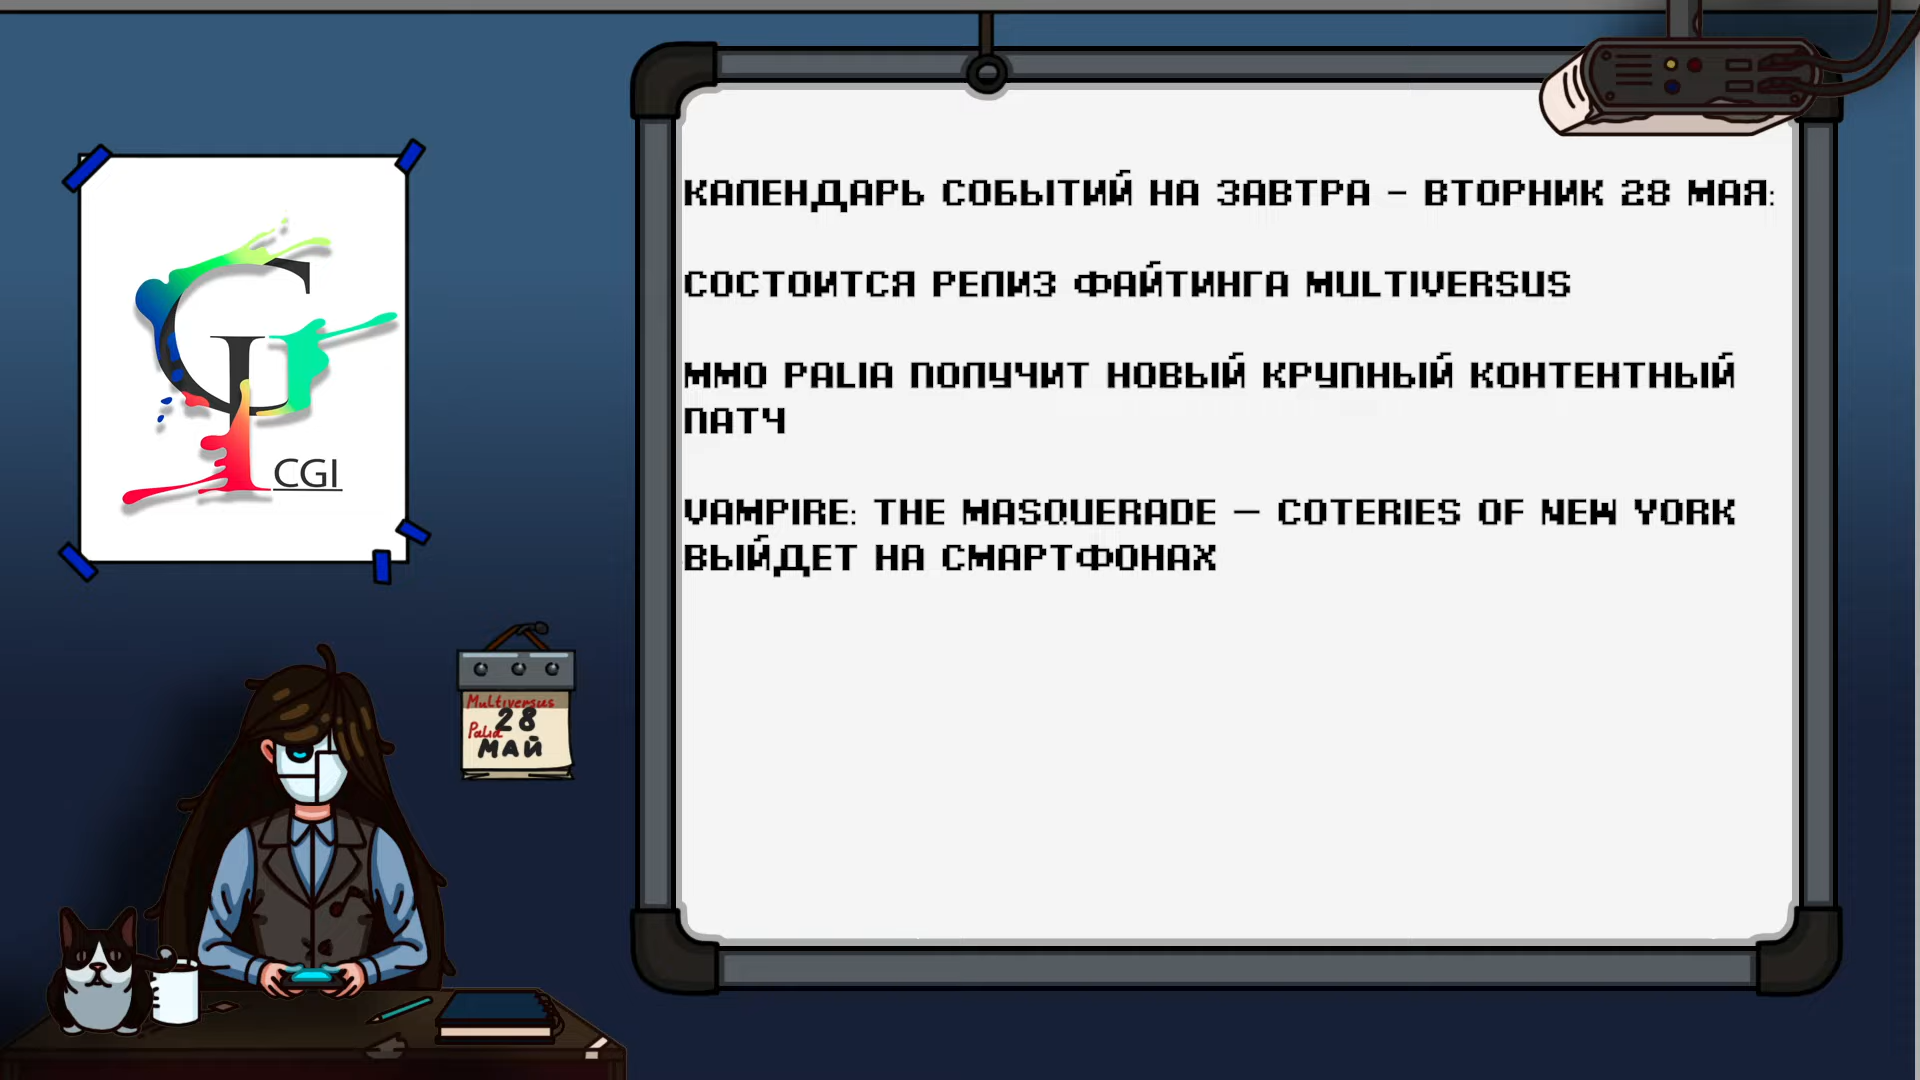 КАЛЕНДАРЬ СОБЫТИЙ НА ЗАВТРА - ВТОРНИК 28 МАЯ:
СОСТОИТСЯ РЕЛИЗ ФАЙТИНГА MULTIVERSUS
MMO PALIA ПОЛУЧИТ НОВЫЙ КРУПНЫЙ КОНТЕНТНЫЙ
ПАТЧ
VAMPIRE: THE MASQUERADE — COTERIES OF NEW YORK
ВЫЙДЕТ НА СМАРТФОНАХ
CGI
Multiversus
28
Palia
МАЙ